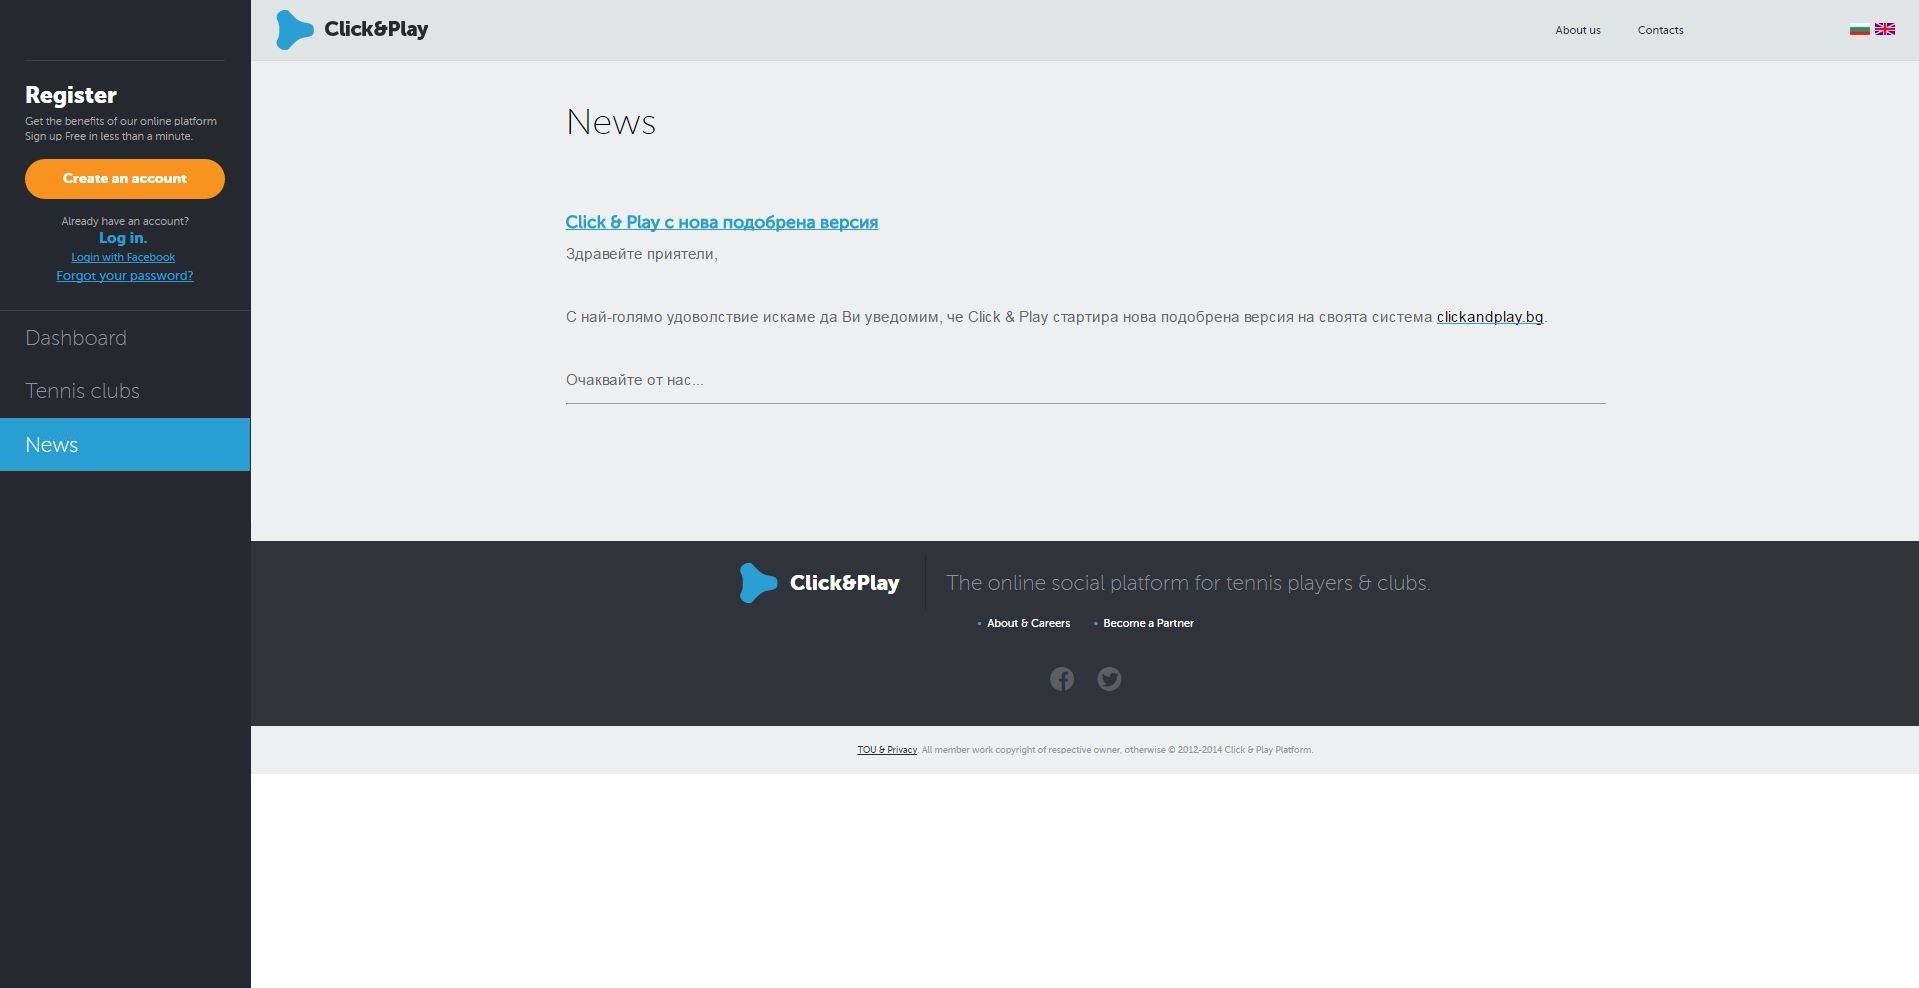 Click&Play
About us
Contacts
Register
Get the benefits of our online platform
Sign up Free in less than a minute.
Create an account
Already have an account?
Log in.
Login with Facebook
Forgot your password?
Dashboard
Tennis clubs
News
News
Click & Play с нова подобрена версия
Здравейте приятели,
С най-голямо удоволствие искаме да Ви уведомим, че Click & Play стартира нова подобрена версия на своята система clickandplay.bg.
Очаквайте от нас...
Click&Play
The online social platform for tennis players & clubs.
• About & Careers
• Become a Partner
TOU & Privacy. All member work copyright of respective owner, otherwise © 2012-2014 Click & Play Platform.